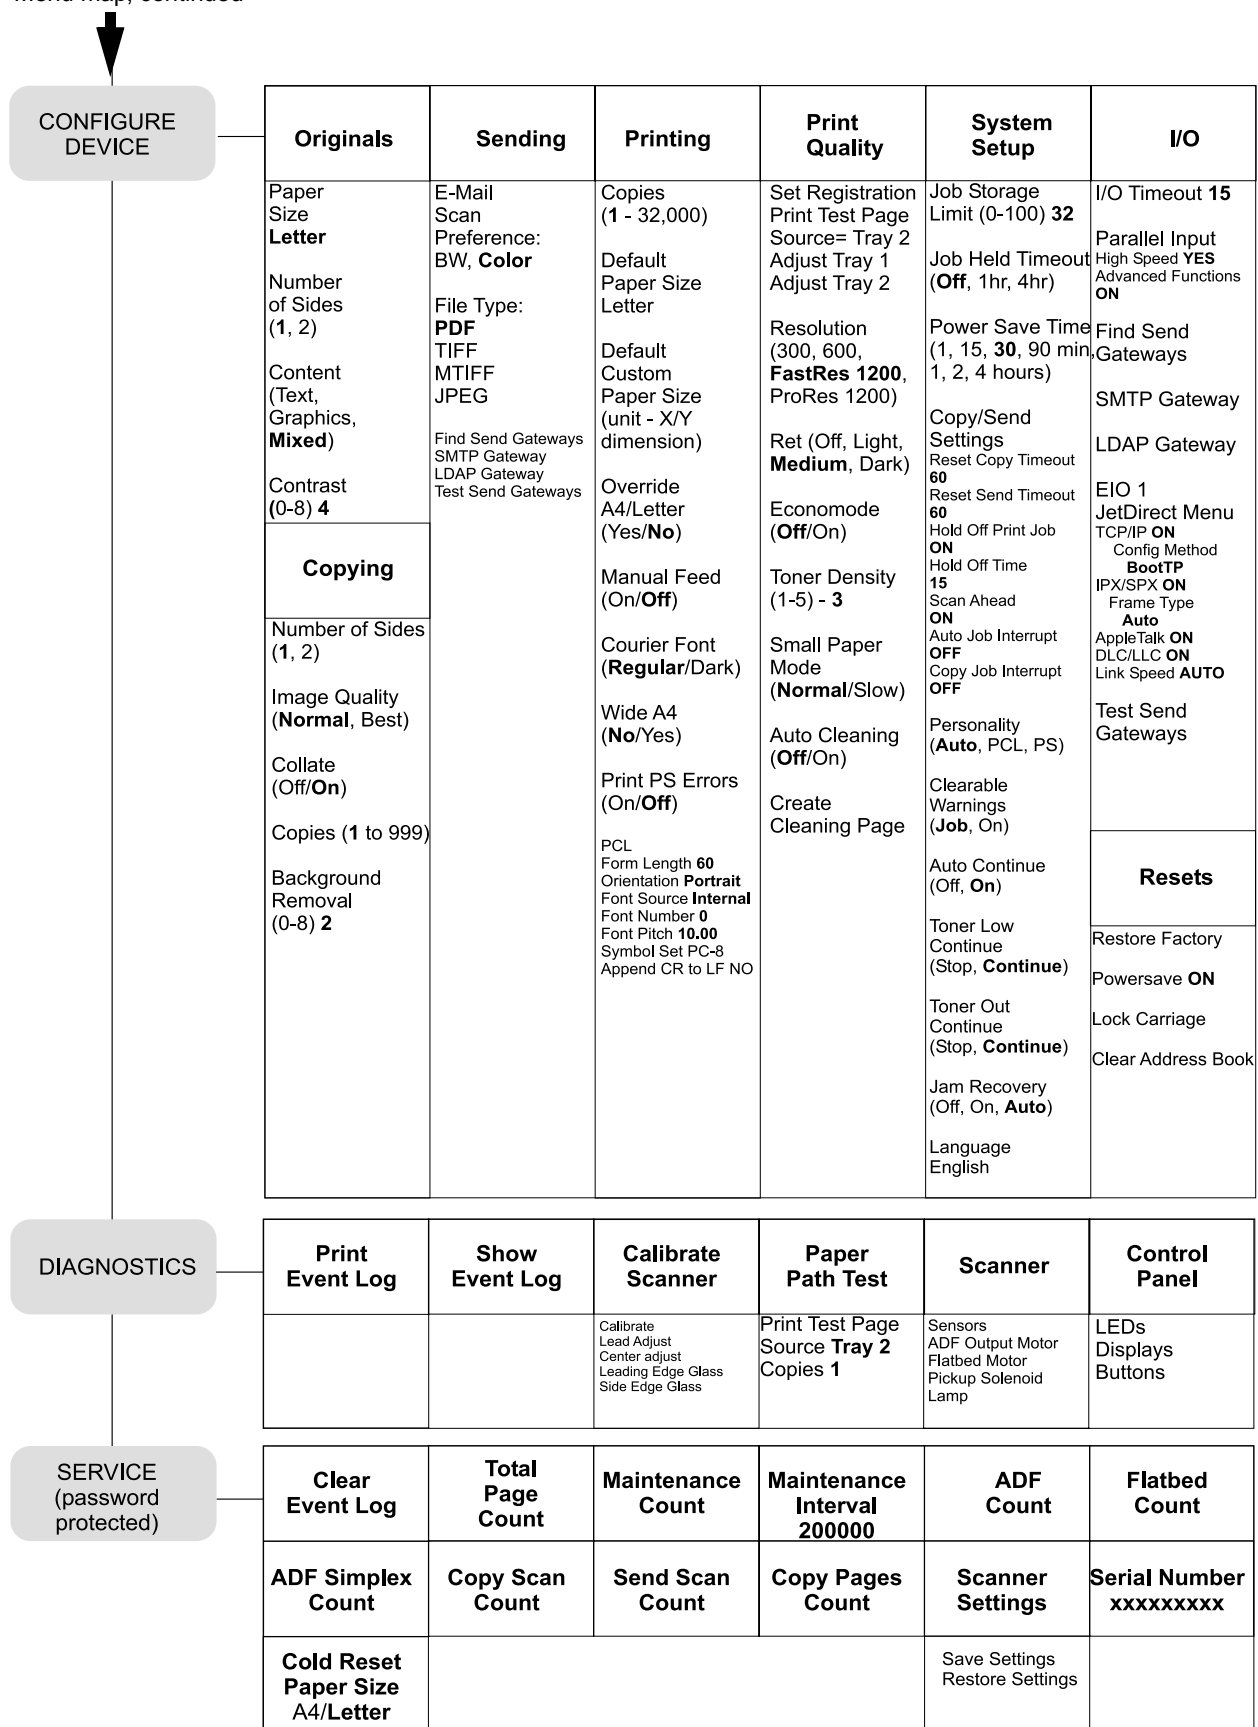 Menu map, continued
CONFIGURE
DEVICE
Originals
Paper
Size
Letter
Number
of Sides
(1, 2)
Content
(Text,
Graphics,
Mixed)
Contrast
(0-8) 4
Copying
Number of Sides
(1, 2)
Image Quality
(Normal, Best)
Collate
(Off/On)
Copies (1 to 999)
Background
Removal
(0-8) 2
Sending
E-Mail
Scan
Preference:
BW, Color
File Type:
PDF
TIFF
MTIFF
JPEG
Find Send Gateways
SMTP Gateway
LDAP Gateway
Test Send Gateways
Printing
Copies
(1 - 32,000)
Default
Paper Size
Letter
Default
Custom
Paper Size
(unit - X/Y
dimension)
Override
A4/Letter
(Yes/No)
Manual Feed
(On/Off)
Courier Font
(Regular/Dark)
Wide A4
(No/Yes)
Print PS Errors
(On/Off)
PCL
Form Length 60
Orientation Portrait
Font Source Internal
Font Number 0
Font Pitch 10.00
Symbol Set PC-8
Append CR to LF NO
Print
Quality
Set Registration
Print Test Page
Source= Tray 2
Adjust Tray 1
Adjust Tray 2
Resolution
(300, 600,
FastRes 1200,
ProRes 1200)
Ret (Off, Light,
Medium, Dark)
Economode
(Off/On)
Toner Density
(1-5) - 3
Small Paper
Mode
(Normal/Slow)
Auto Cleaning
(Off/On)
Create
Cleaning Page
System
Setup
Job Storage
Limit (0-100) 32
Job Held Timeout
(Off, 1hr, 4hr)
Power Save Time
(1, 15, 30, 90 min,
1, 2, 4 hours)
Copy/Send
Settings
Reset Copy Timeout
60
Reset Send Timeout
60
Hold Off Print Job
ON
Hold Off Time
15
Scan Ahead
ON
Auto Job Interrupt
OFF
Copy Job Interrupt
OFF
Personality
(Auto, PCL, PS)
Clearable
Warnings
(Job, On)
Auto Continue
(Off, On)
Toner Low
Continue
(Stop, Continue)
Toner Out
Continue
(Stop, Continue)
Jam Recovery
(Off, On, Auto)
Language
English
I/O
I/O Timeout 15
Parallel Input
High Speed YES
Advanced Functions
ON
Find Send
Gateways
SMTP Gateway
LDAP Gateway
EIO 1
JetDirect Menu
TCP/IP ON
Config Method
BootTP
IPX/SPX ON
Frame Type
Auto
AppleTalk ON
DLC/LLC ON
Link Speed AUTO
Test Send
Gateways
Resets
Restore Factory
Powersave ON
Lock Carriage
Clear Address Book
DIAGNOSTICS
Print
Event Log
Show
Event Log
Calibrate
Scanner
Calibrate
Lead Adjust
Center adjust
Leading Edge Glass
Side Edge Glass
Paper
Path Test
Print Test Page
Source Tray 2
Copies 1
Scanner
Sensors
ADF Output Motor
Flatbed Motor
Pickup Solenoid
Lamp
Control
Panel
LEDs
Displays
Buttons
SERVICE
(password
protected)
Clear
Event Log
Total
Page
Count
Maintenance
Count
Maintenance
Interval
200000
ADF
Count
Flatbed
Count
ADF Simplex
Count
Copy Scan
Count
Send Scan
Count
Copy Pages
Count
Scanner
Settings
Serial Number
xxxxxxxxx
Cold Reset
Paper Size
A4/Letter
Save Settings
Restore Settings